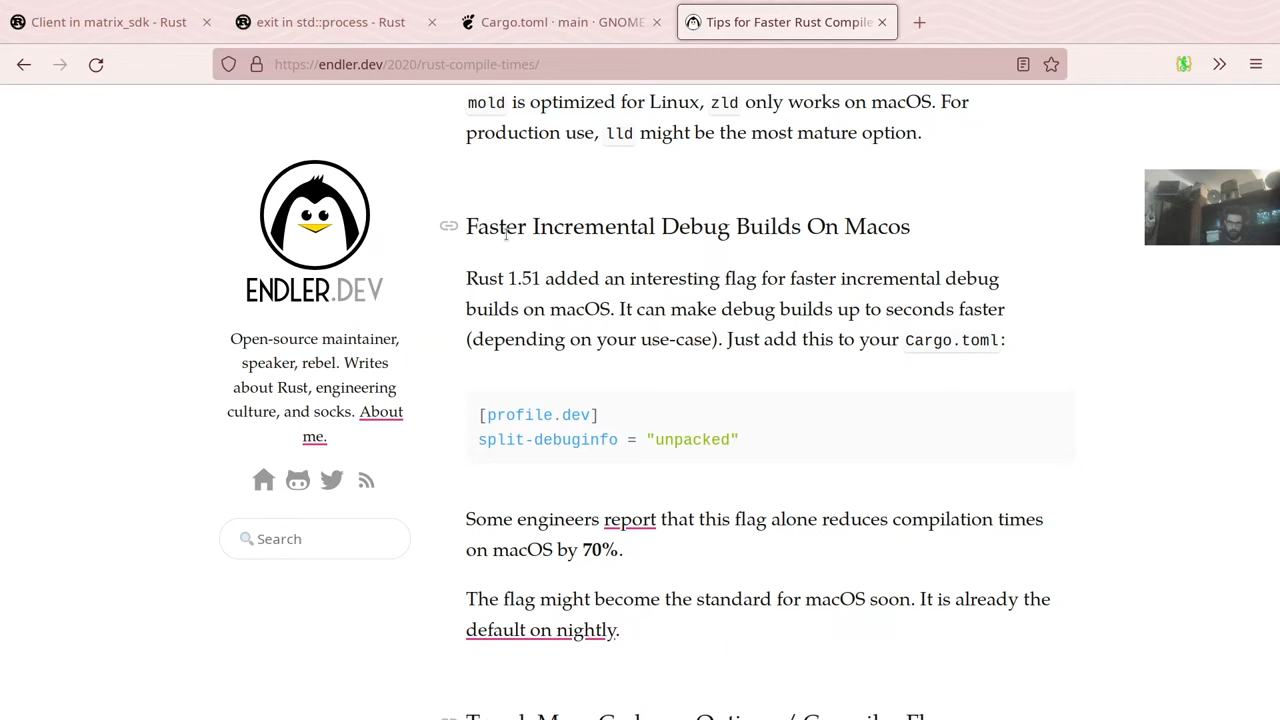 Client in matrix_sdk - Rust
exit in std::process - Rust
Cargo.toml · main · GNOME
Tips for Faster Rust Compile
https://endler.dev/2020/rust-compile-times/
mold is optimized for Linux, zld only works on macOS. For
production use, lld might be the most mature option.
Faster Incremental Debug Builds On Macos
Rust 1.51 added an interesting flag for faster incremental debug
builds on macOS. It can make debug builds up to seconds faster
(depending on your use-case). Just add this to your Cargo.toml:
[profile.dev]
split-debuginfo = "unpacked"
Some engineers report that this flag alone reduces compilation times
on macOS by 70%.
The flag might become the standard for macOS soon. It is already the
default on nightly.
ENDLER.DEV
Open-source maintainer,
speaker, rebel. Writes
about Rust, engineering
culture, and socks. About
me.
Search